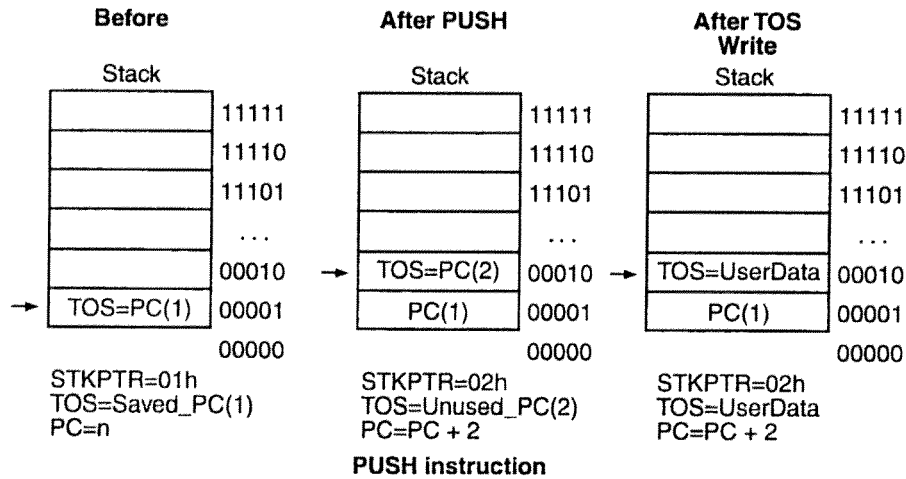 Before
Stack
11111
11110
11101
...
00010
TOS=PC(1) 00001
00000
STKPTR=01h
TOS=Saved_PC(1)
PC=n
After PUSH
Stack
11111
11110
11101
...
TOS=PC(2) 00010
PC(1) 00001
00000
STKPTR=02h
TOS=Unused_PC(2)
PC=PC + 2
After TOS
Write
Stack
11111
11110
11101
...
TOS=UserData 00010
PC(1) 00001
00000
STKPTR=02h
TOS=UserData
PC=PC + 2
PUSH instruction